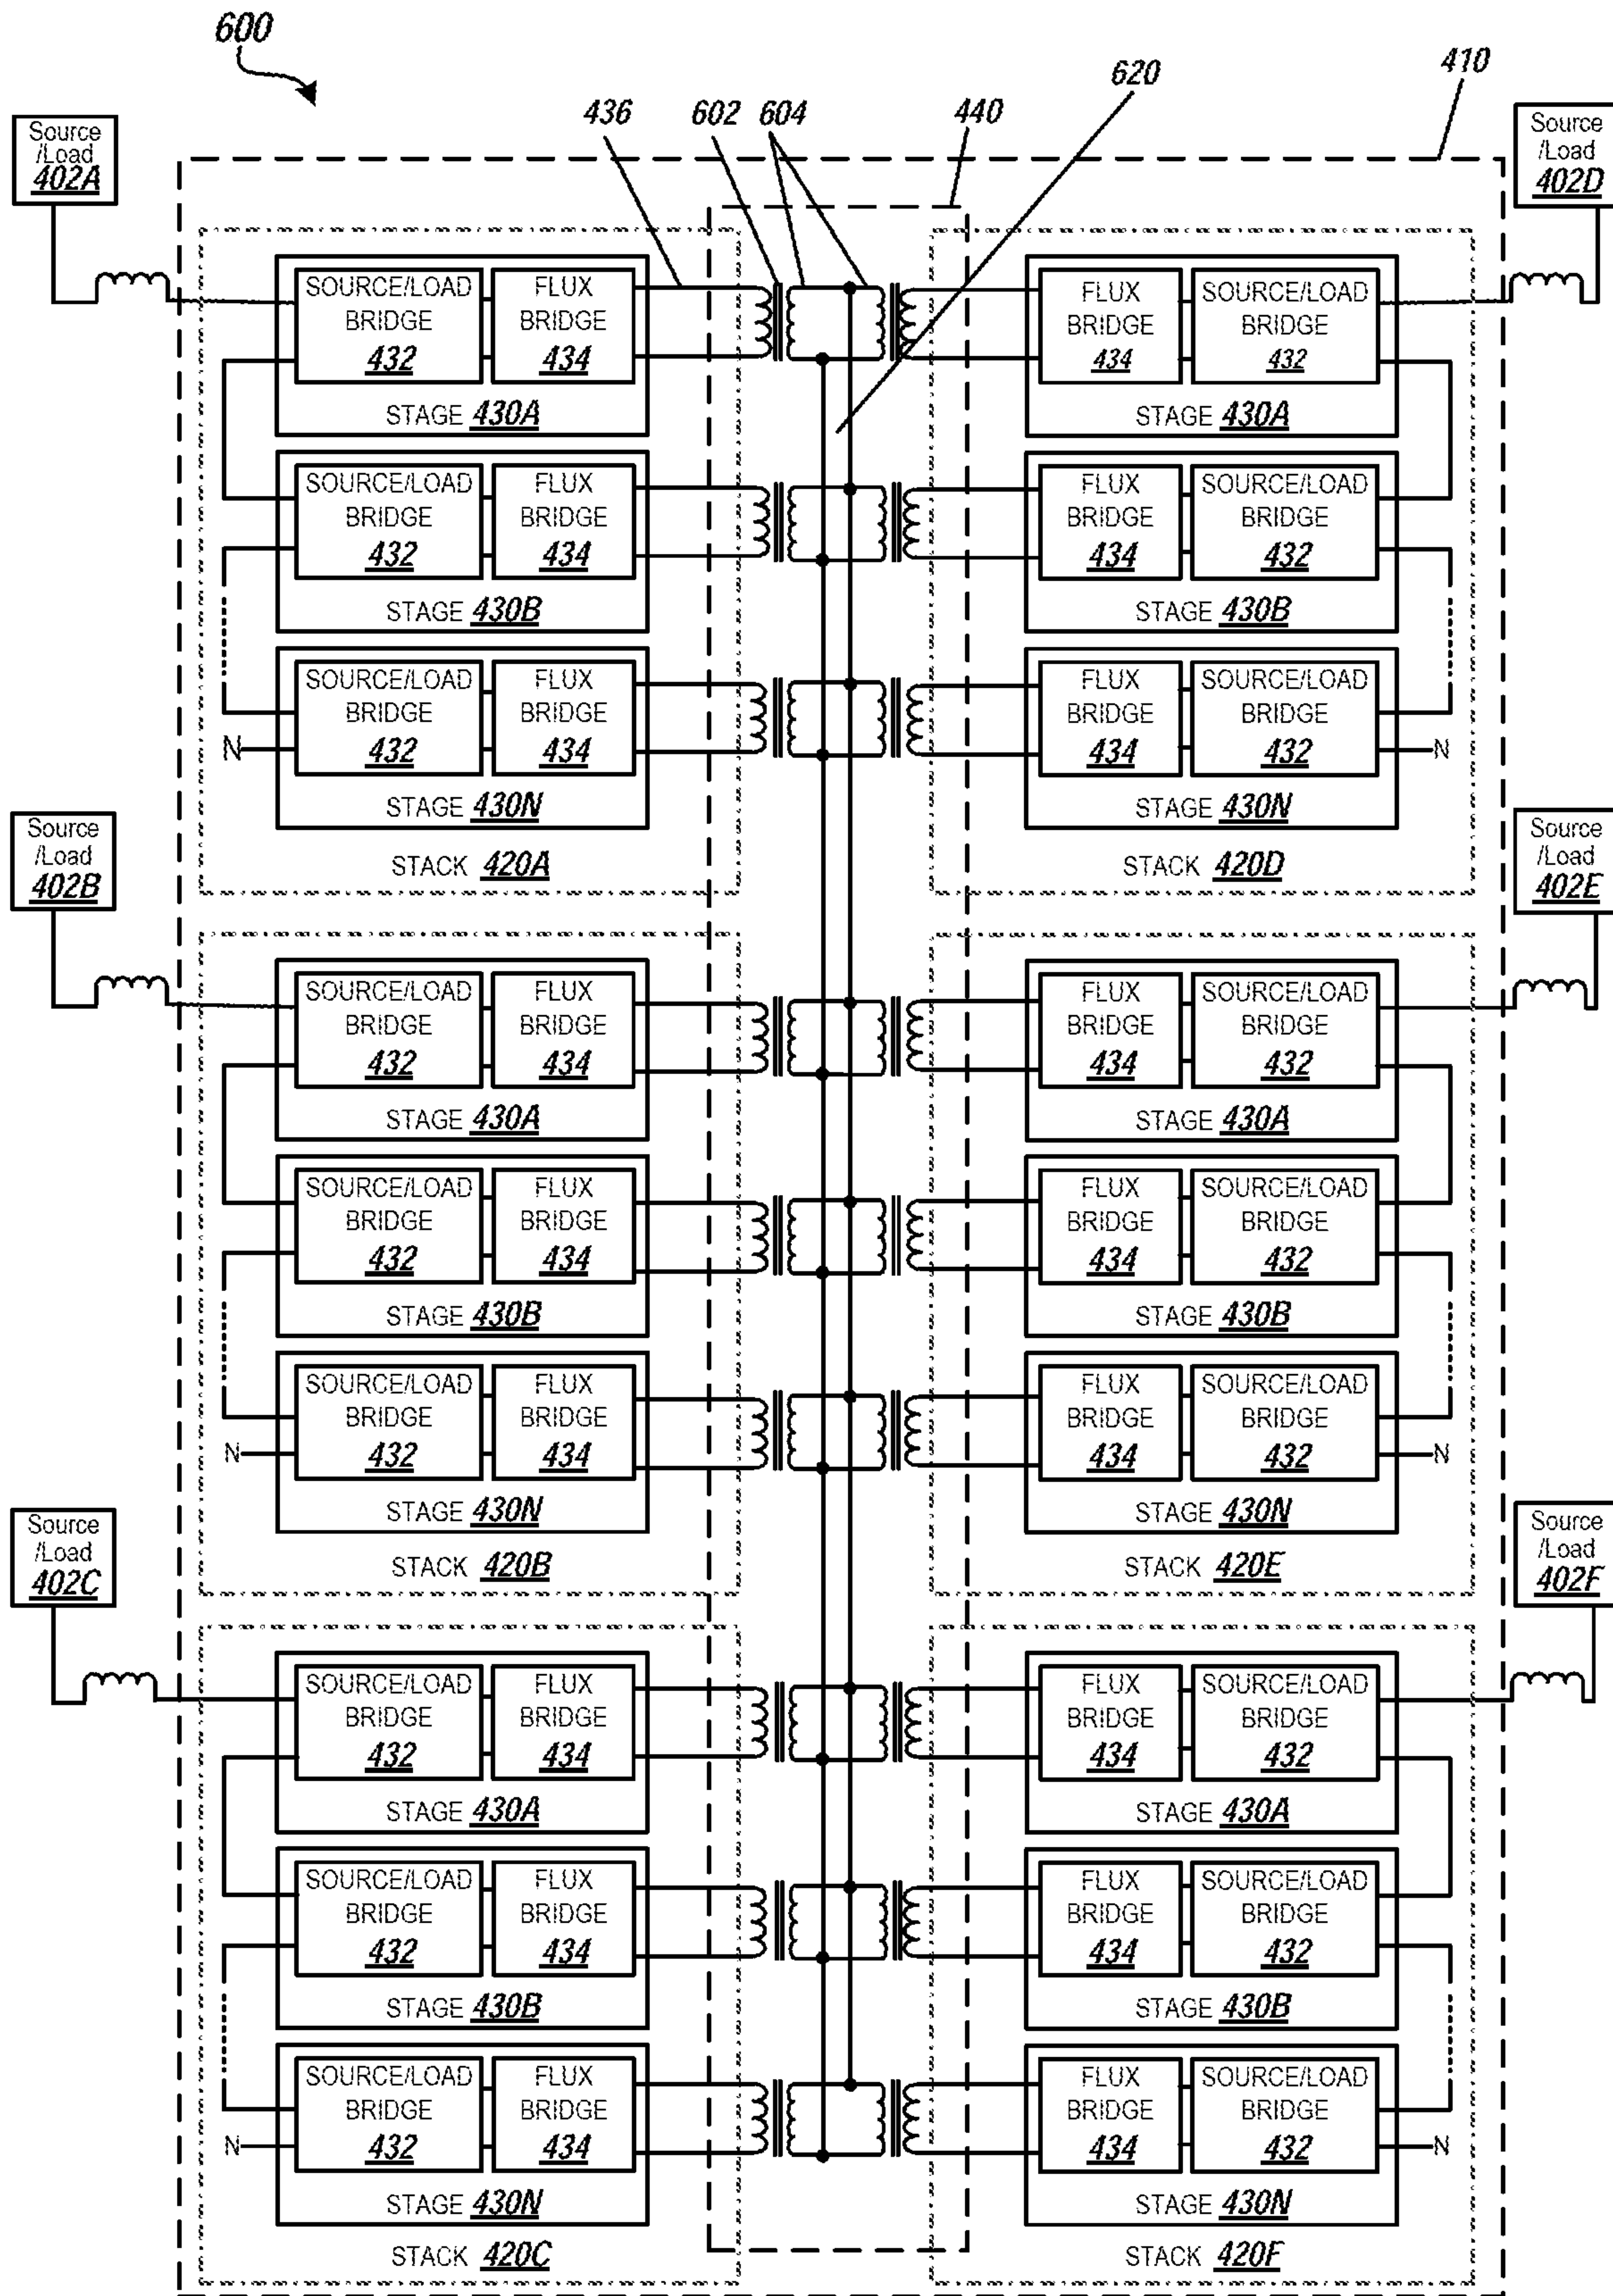 600
436
602
604
440
620
410
Source
/Load
402A
Source
/Load
402D
SOURCE/LOAD
BRIDGE
432
FLUX
BRIDGE
434
STAGE 430A
FLUX
BRIDGE
434
SOURCE/LOAD
BRIDGE
432
STAGE 430A
SOURCE/LOAD
BRIDGE
432
FLUX
BRIDGE
434
STAGE 430B
FLUX
BRIDGE
434
SOURCE/LOAD
BRIDGE
432
STAGE 430B
SOURCE/LOAD
BRIDGE
432
FLUX
BRIDGE
434
N
STAGE 430N
FLUX
BRIDGE
434
SOURCE/LOAD
BRIDGE
432
N
STAGE 430N
STACK 420A
STACK 420D
Source
/Load
402B
Source
/Load
402E
SOURCE/LOAD
BRIDGE
432
FLUX
BRIDGE
434
STAGE 430A
FLUX
BRIDGE
434
SOURCE/LOAD
BRIDGE
432
STAGE 430A
SOURCE/LOAD
BRIDGE
432
FLUX
BRIDGE
434
STAGE 430B
FLUX
BRIDGE
434
SOURCE/LOAD
BRIDGE
432
STAGE 430B
SOURCE/LOAD
BRIDGE
432
FLUX
BRIDGE
434
N
STAGE 430N
FLUX
BRIDGE
434
SOURCE/LOAD
BRIDGE
432
N
STAGE 430N
STACK 420B
STACK 420E
Source
/Load
402C
Source
/Load
402F
SOURCE/LOAD
BRIDGE
432
FLUX
BRIDGE
434
STAGE 430A
FLUX
BRIDGE
434
SOURCE/LOAD
BRIDGE
432
STAGE 430A
SOURCE/LOAD
BRIDGE
432
FLUX
BRIDGE
434
STAGE 430B
FLUX
BRIDGE
434
SOURCE/LOAD
BRIDGE
432
STAGE 430B
SOURCE/LOAD
BRIDGE
432
FLUX
BRIDGE
434
N
STAGE 430N
FLUX
BRIDGE
434
SOURCE/LOAD
BRIDGE
432
N
STAGE 430N
STACK 420C
STACK 420F